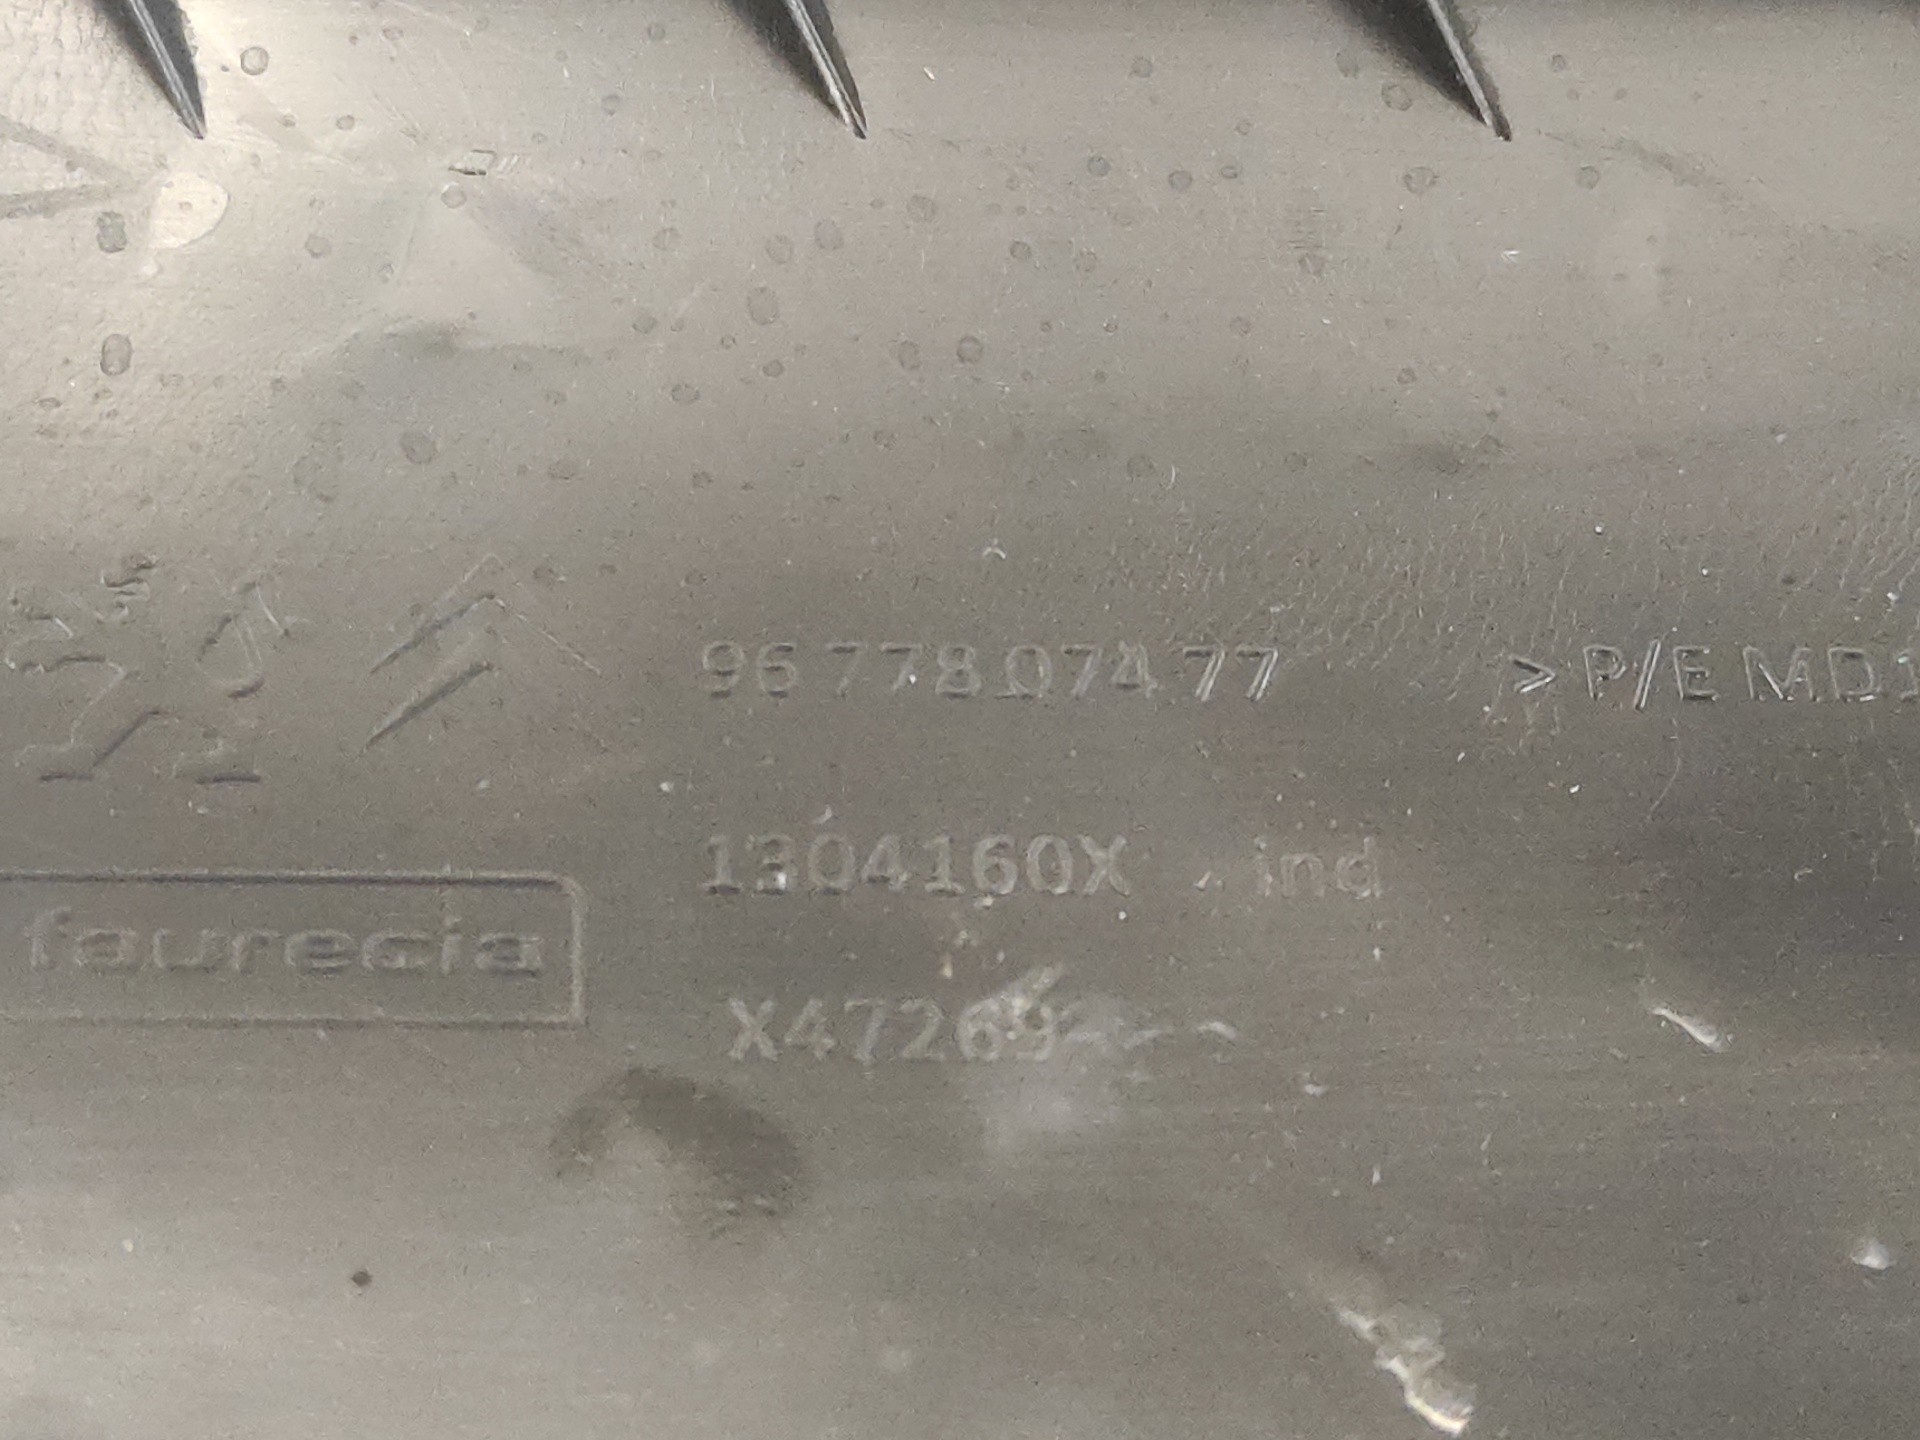 9677807477 >P/E MD1
1304160X . ind
faurecia
X47269